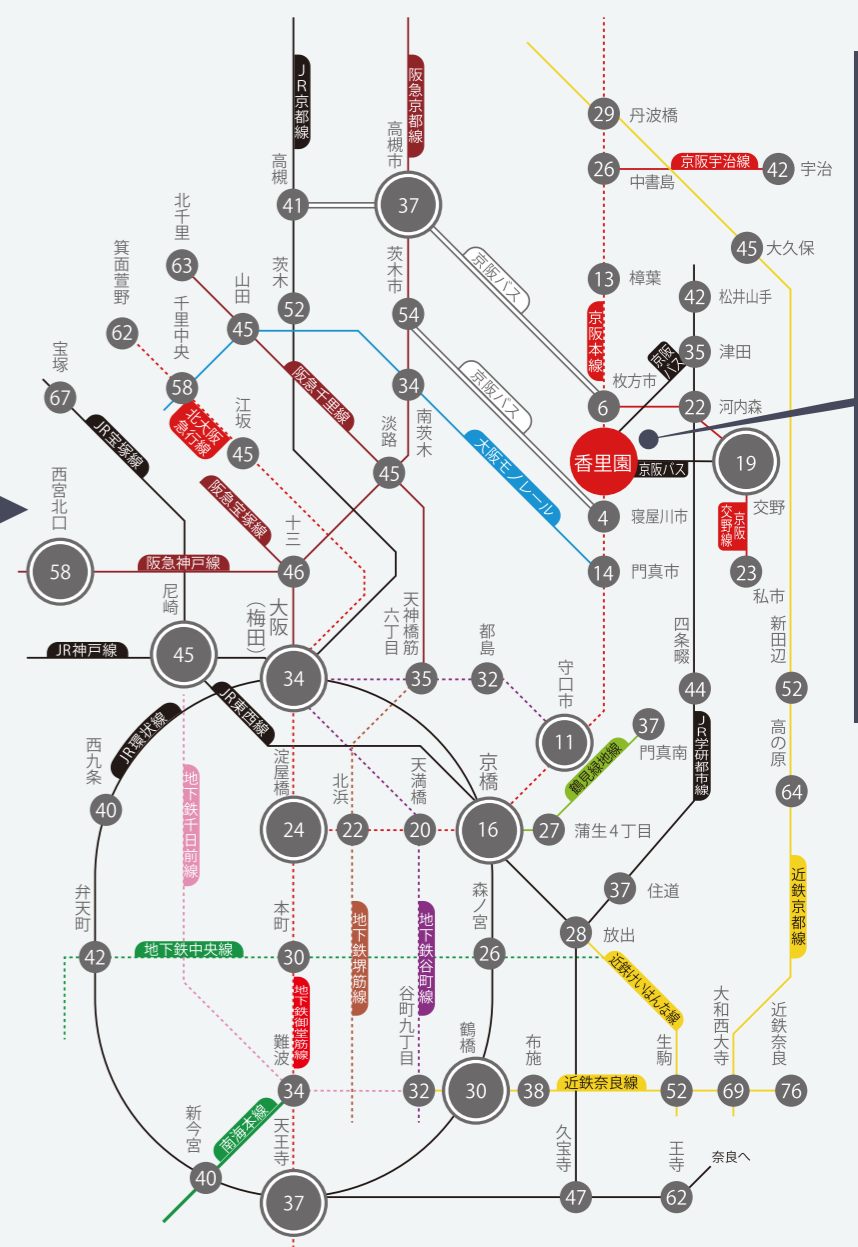 JR京都線
阪急京都線
高槻市
高槻
41
37
29
丹波橋
26
中書島
京阪宇治線
42
宇治
45
大久保
北千里
63
箕面萱野
62
山田
45
千里中央
58
茨木
52
茨木市
54
京阪バス
京阪バス
13
樟葉
京阪本線
42
松井山手
35
津田
京阪バス
枚方市
6
22
河内森
宝塚
67
JR宝塚線
北大阪急行線
江坂
45
阪急千里線
34
南茨木
淡路
45
大阪モノレール
香里園
京阪バス
19
交野
京阪交野線
23
私市
4
寝屋川市
14
門真市
西宮北口
58
阪急神戸線
阪急宝塚線
十三
46
尼崎
45
JR神戸線
大阪(梅田)
34
天神橋筋六丁目
35
都島
32
守口市
11
37
門真南
鶴見緑地線
四条畷
44
JR学研都市線
新田辺
52
高の原
64
近鉄京都線
JR東西線
JR環状線
西九条
40
地下鉄千日前線
淀屋橋
24
北浜
22
天満橋
20
京橋
16
27
蒲生4丁目
37
住道
28
放出
弁天町
42
地下鉄中央線
本町
30
地下鉄堺筋線
地下鉄谷町線
森ノ宮
26
近鉄けいはんな線
地下鉄御堂筋線
難波
34
谷町九丁目
32
鶴橋
30
布施
38
近鉄奈良線
生駒
52
大和西大寺
69
近鉄奈良
76
新今宮
40
南海本線
天王寺
37
久宝寺
47
王寺
62
奈良へ